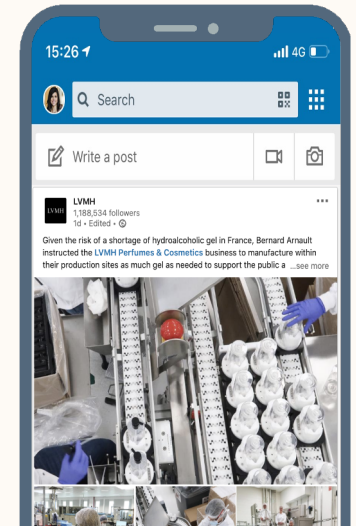 15:26
4G
Search
Write a post
LVMH
LVMH
1,188,534 followers
1d • Edited •
Given the risk of a shortage of hydroalcoholic gel in France, Bernard Arnault
instructed the LVMH Perfumes & Cosmetics business to manufacture within
their production sites as much gel as needed to support the public a ...see more